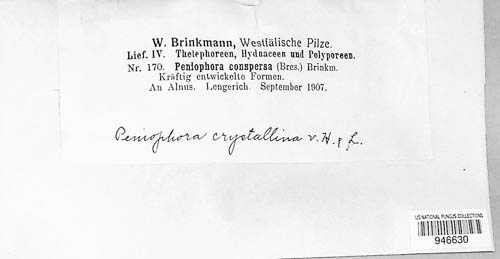 W. Brinkmann, Westfälische Pilze.
Lief. IV. Thelephoreen, Hydnaceen und Polyporeen.
Nr. 170. Peniophora conspersa (Bres.) Brinkm.
Kräftig entwickelte Formen.
An Alnus. Lengerich. September 1907.
Peniophora crystallina v. H. & L.
US NATIONAL FUNGUS COLLECTIONS
946630